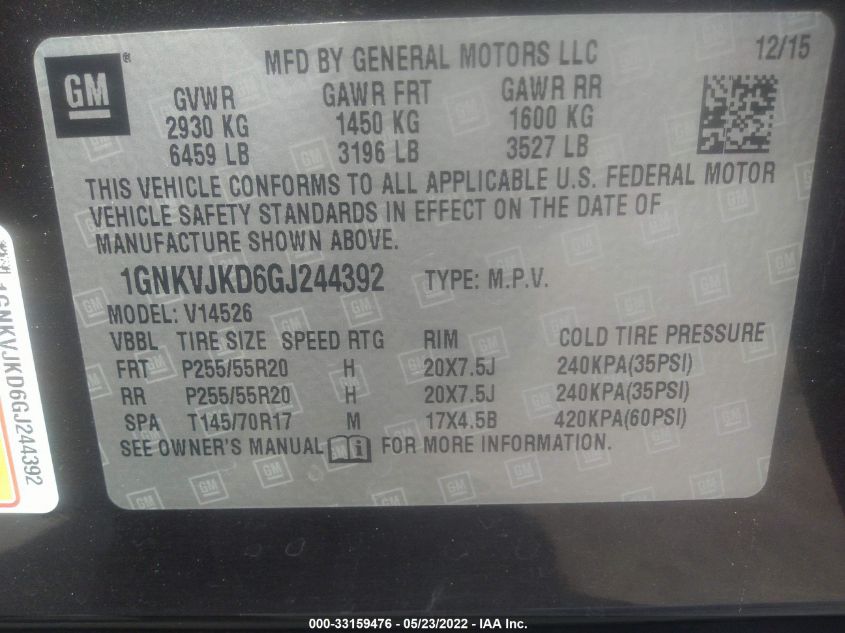 GM®
MFD BY GENERAL MOTORS LLC 12/15
GVWR GAWR FRT GAWR RR
2930 KG 1450 KG 1600 KG
6459 LB 3196 LB 3527 LB
THIS VEHICLE CONFORMS TO ALL APPLICABLE U.S. FEDERAL MOTOR
VEHICLE SAFETY STANDARDS IN EFFECT ON THE DATE OF
MANUFACTURE SHOWN ABOVE.
1GNKVJKD6GJ244392 TYPE: M.P.V.
MODEL: V14526
VBBL TIRE SIZE SPEED RTG RIM COLD TIRE PRESSURE
FRT P255/55R20 H 20X7.5J 240KPA(35PSI)
RR P255/55R20 H 20X7.5J 240KPA(35PSI)
SPA T145/70R17 M 17X4.5B 420KPA(60PSI)
SEE OWNER'S MANUAL FOR MORE INFORMATION.
1GNKVJKD6GJ244392
000-33159476 - 05/23/2022 - IAA Inc.